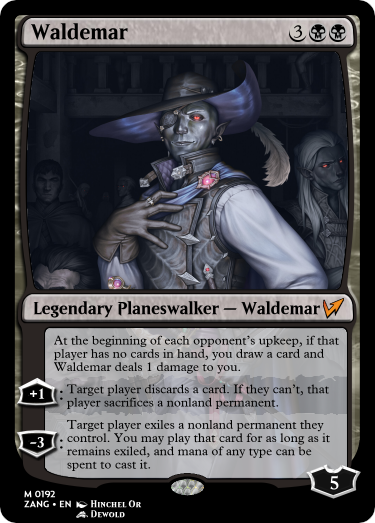 Waldemar 3
Legendary Planeswalker — Waldemar
At the beginning of each opponent's upkeep, if that
player has no cards in hand, you draw a card and
Waldemar deals 1 damage to you.
+1: Target player discards a card. If they can't, that
player sacrifices a nonland permanent.
-3: Target player exiles a nonland permanent they
control. You may play that card for as long as it
remains exiled, and mana of any type can be
spent to cast it.
5
M 0192
ZANG • EN Hinchel Or
Dewold